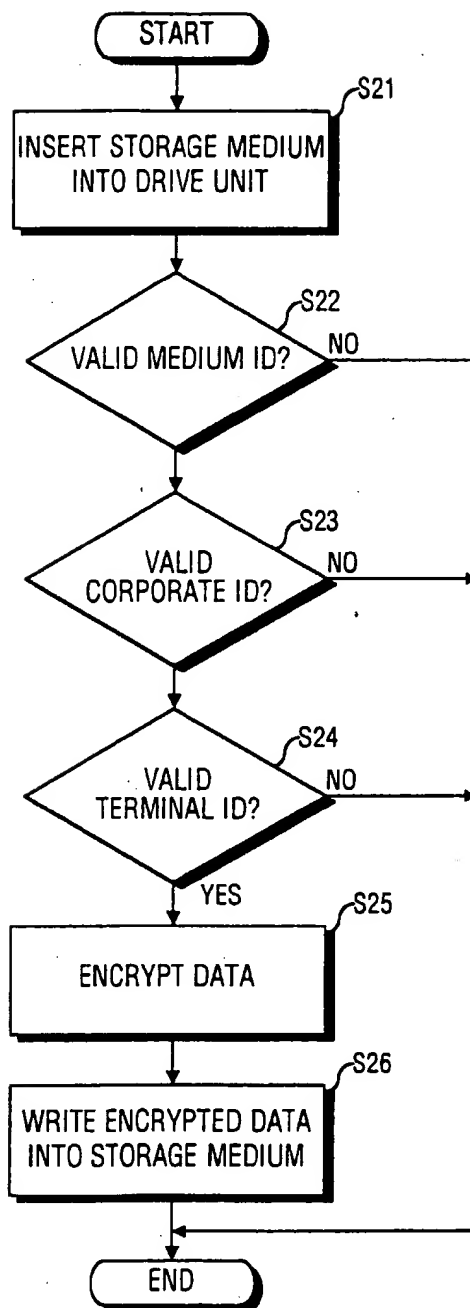 START
S21
INSERT STORAGE MEDIUM
INTO DRIVE UNIT
S22
VALID MEDIUM ID?
NO
S23
VALID
CORPORATE ID?
NO
S24
VALID
TERMINAL ID?
NO
YES
S25
ENCRYPT DATA
S26
WRITE ENCRYPTED DATA
INTO STORAGE MEDIUM
END